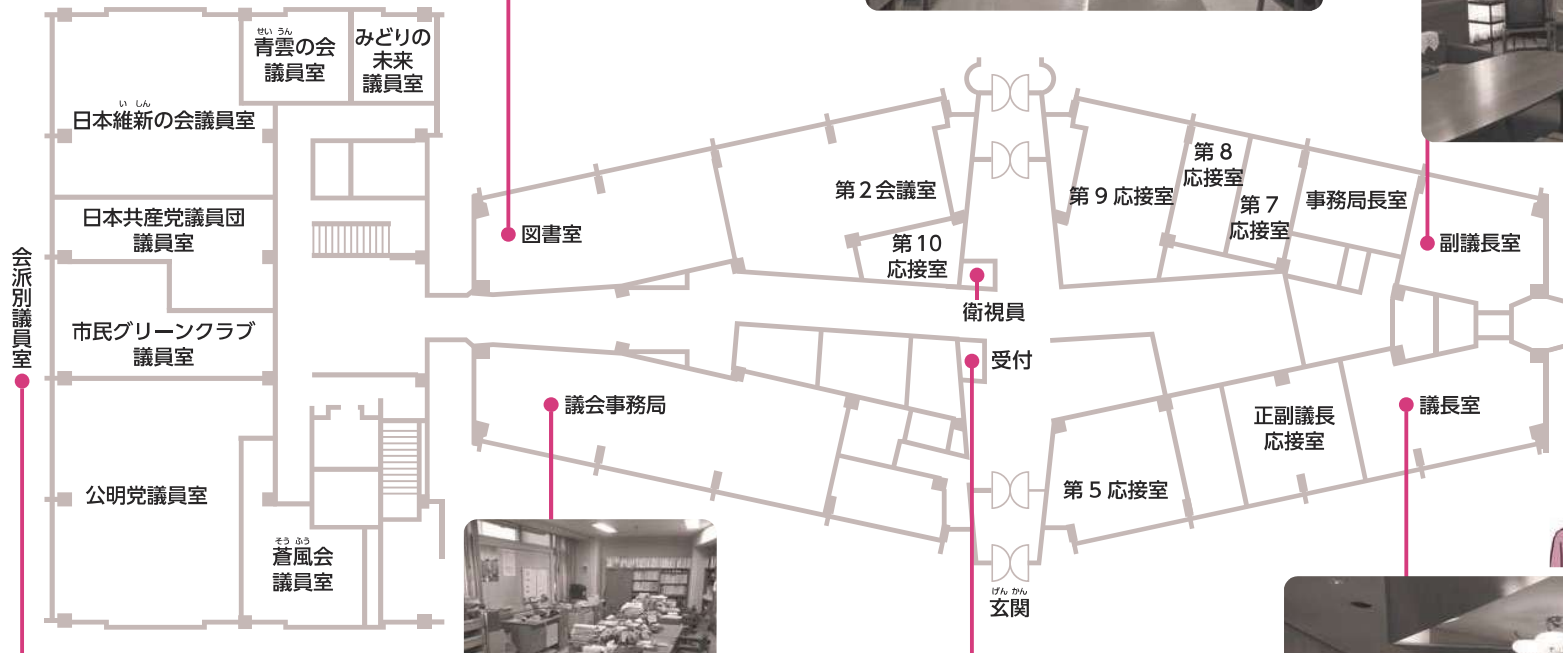 せいうん
青雲の会
議員室
みどりの
未来
議員室
いしん
日本維新の会議員室
日本共産党議員団
議員室
会派別議員室
市民グリーンクラブ
議員室
公明党議員室
そうふう
蒼風会
議員室
図書室
第2会議室
第10
応接室
衛視員
第9応接室
第8
応接室
第7
応接室
事務局長室
副議長室
受付
議会事務局
第5応接室
正副議長
応接室
議長室
げんかん
玄関